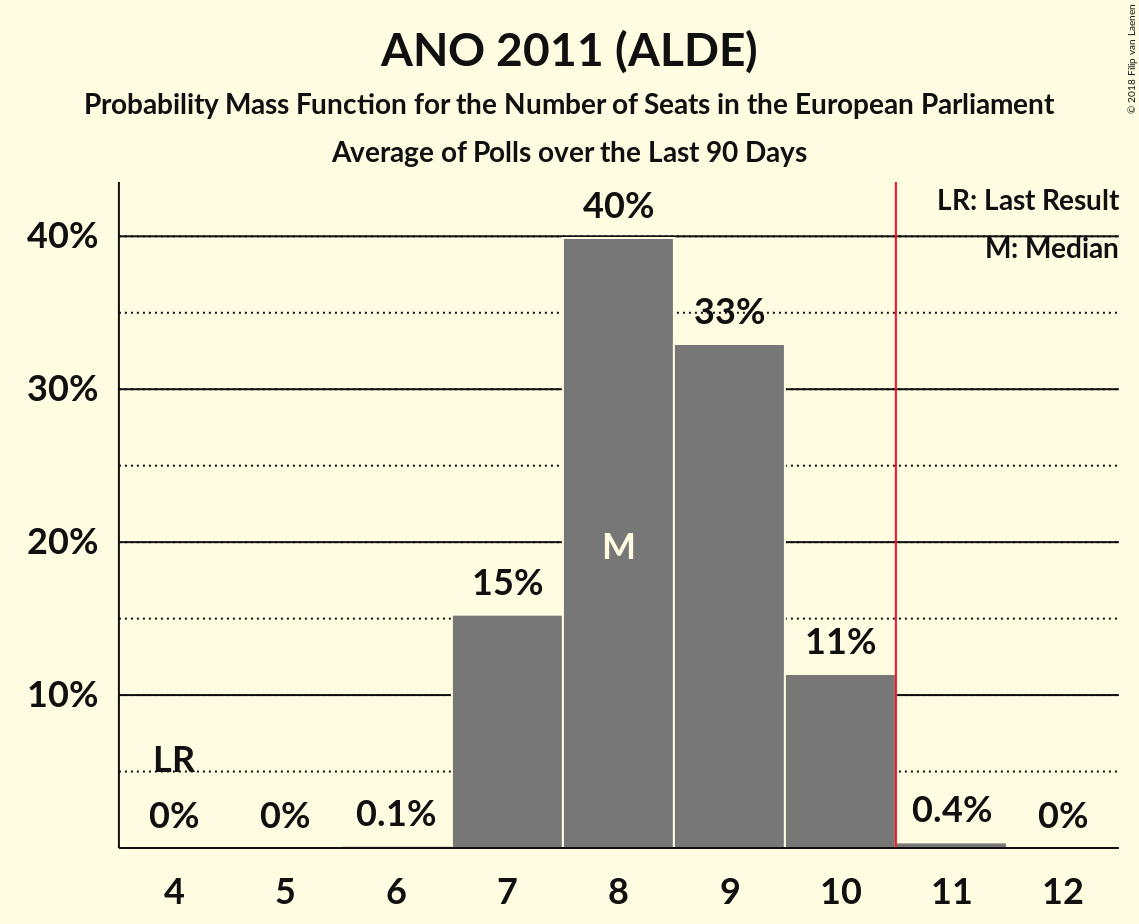 ANO 2011 (ALDE)
Probability Mass Function for the Number of Seats in the European Parliament
Average of Polls over the Last 90 Days
© 2018 Filip van Laenen
LR: Last Result
M: Median
40%
30%
20%
10%
LR
0%
0%
0.1%
15%
40%
M
33%
11%
0.4%
0%
4 5 6 7 8 9 10 11 12